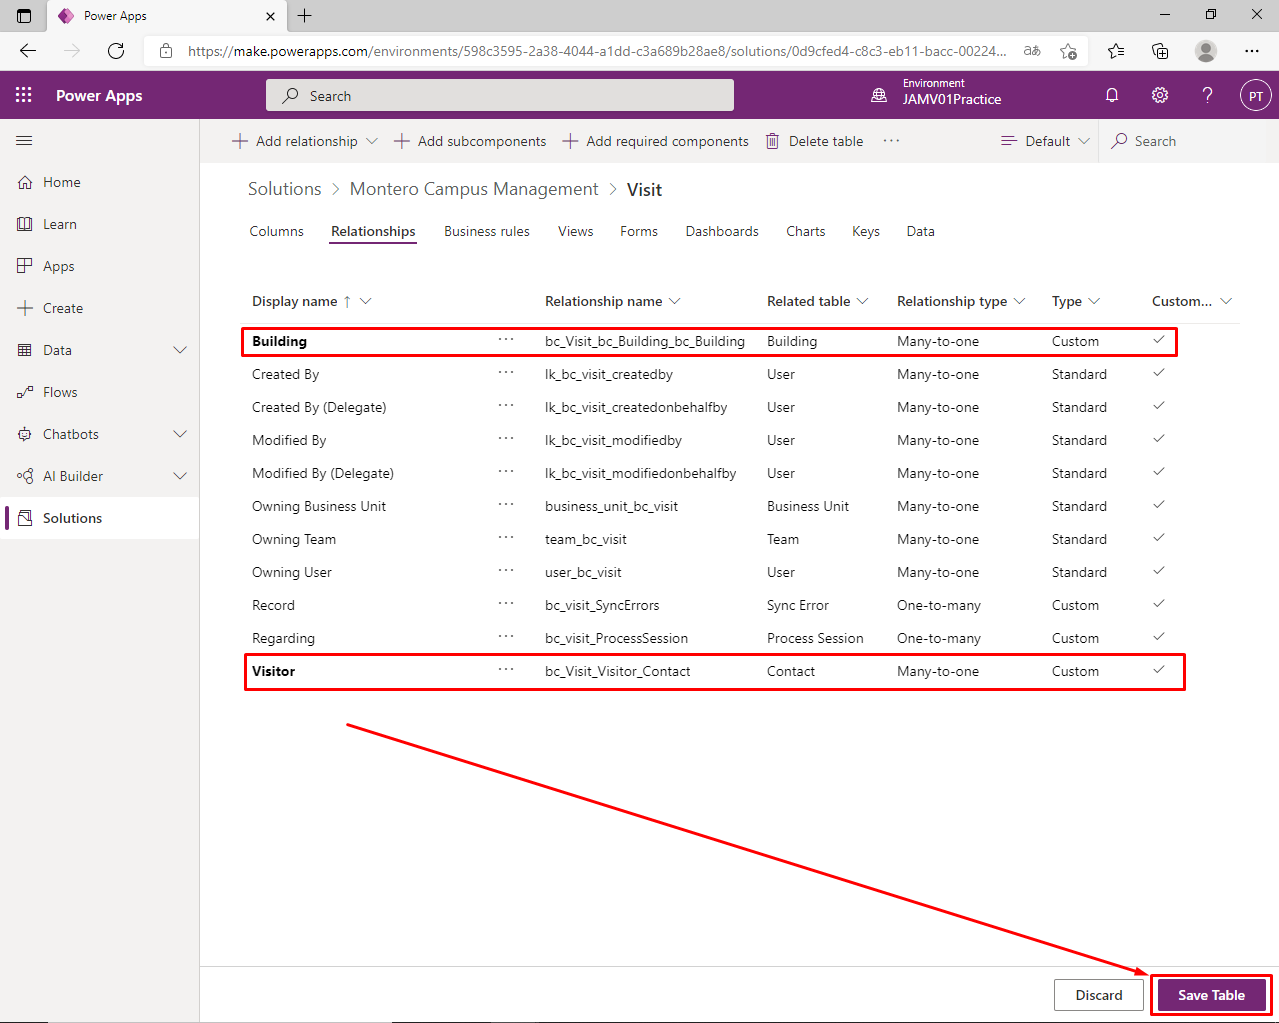 Power Apps
https://make.powerapps.com/environments/598c3595-2a38-4044-a1dd-c3a689b28ae8/solutions/0d9cfed4-c8c3-eb11-bacc-00224...
aあ
Power Apps
Search
Environment
JAMV01Practice
?
PT
Add relationship
Add subcomponents
Add required components
Delete table
...
Default
Search
Home
Learn
Apps
Create
Data
Flows
Chatbots
AI Builder
Solutions
Solutions > Montero Campus Management > Visit
Columns Relationships Business rules Views Forms Dashboards Charts Keys Data
Display name ↑ Relationship name Related table Relationship type Type Custom...
Building ... bc_Visit_bc_Building_bc_Building Building Many-to-one Custom
Created By ... lk_bc_visit_createdby User Many-to-one Standard
Created By (Delegate) ... lk_bc_visit_createdonbehalfby User Many-to-one Standard
Modified By ... lk_bc_visit_modifiedby User Many-to-one Standard
Modified By (Delegate) ... lk_bc_visit_modifiedonbehalfby User Many-to-one Standard
Owning Business Unit ... business_unit_bc_visit Business Unit Many-to-one Standard
Owning Team ... team_bc_visit Team Many-to-one Standard
Owning User ... user_bc_visit User Many-to-one Standard
Record ... bc_visit_SyncErrors Sync Error One-to-many Custom
Regarding ... bc_visit_ProcessSession Process Session One-to-many Custom
Visitor ... bc_Visit_Visitor_Contact Contact Many-to-one Custom
Discard
Save Table